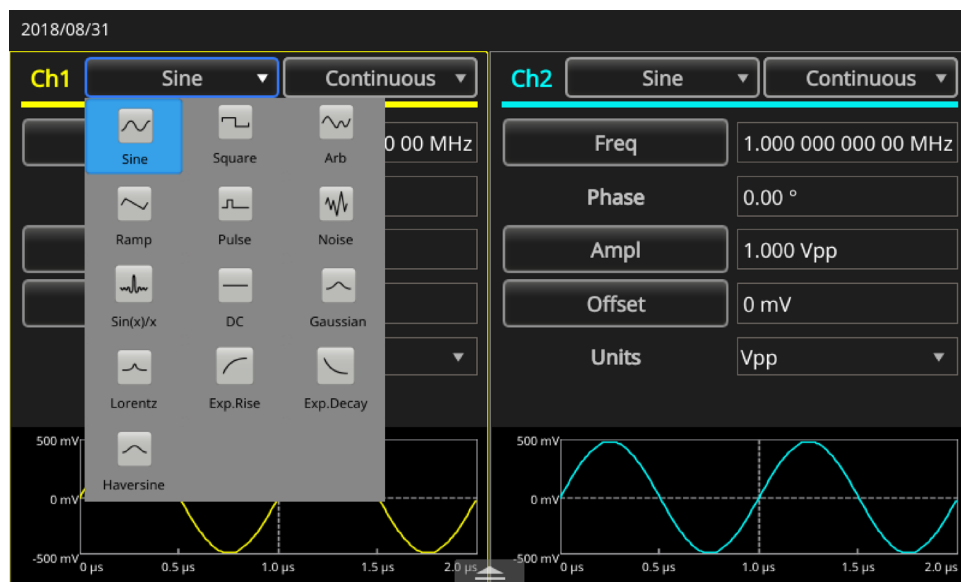 2018/08/31
Ch1 Sine Continuous Ch2 Sine Continuous
Sine Square Arb
0 00 MHz
Freq 1.000 000 000 00 MHz
Ramp Pulse Noise
Phase 0.00 °
Ampl 1.000 Vpp
Sin(x)/x DC Gaussian
Offset 0 mV
Units Vpp
Lorentz Exp.Rise Exp.Decay
Haversine
500 mV
0 mV
-500 mV
0 µs 0.5 µs 1.0 µs 1.5 µs 2.0 µs
500 mV
0 mV
-500 mV
0 µs 0.5 µs 1.0 µs 1.5 µs 2.0 µs